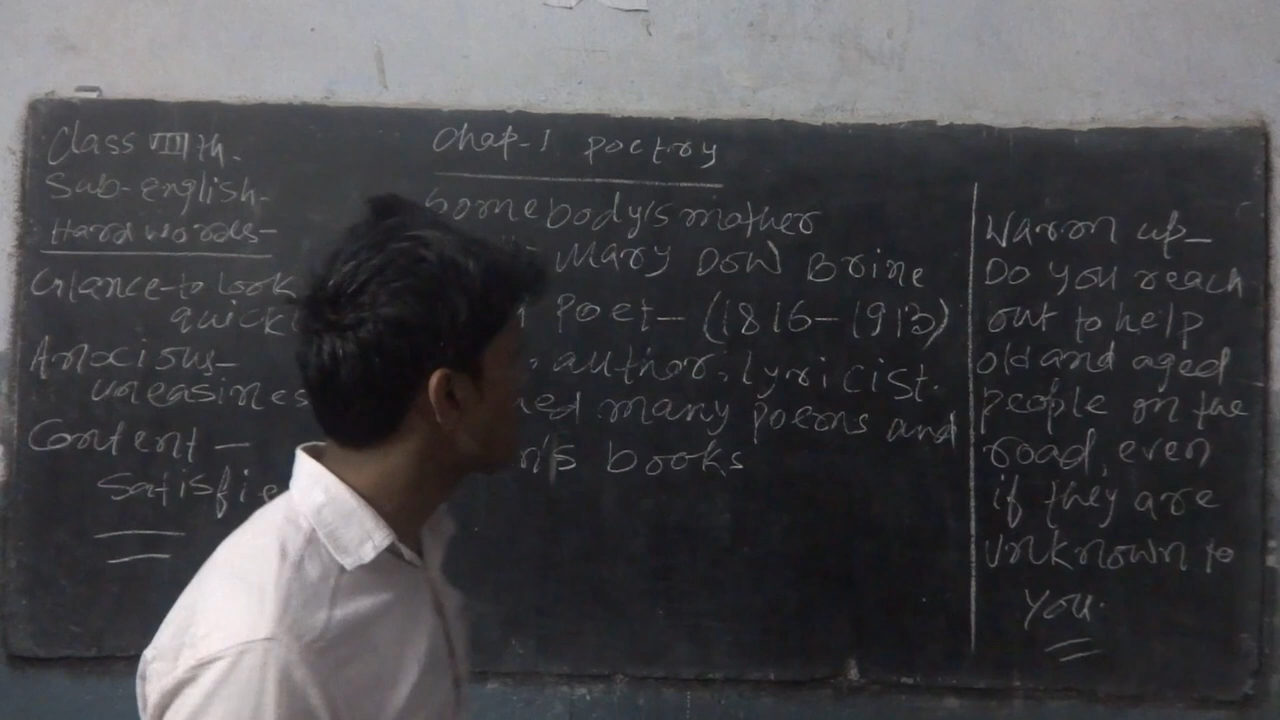 Class VIIIth.
Sub- english-
Hard words-
Glance-to look
Anxcious-
uneasines
Content -
Satisfie
Chap-1 poetry
Somebody's mother
- Mary Dow Brine
Poet- (1816-1913)
author, lyricist.
many poems and
books
Warm up-
Do you reach
out to help
old and aged
people on the
road, even
if they are
unknown to
you.